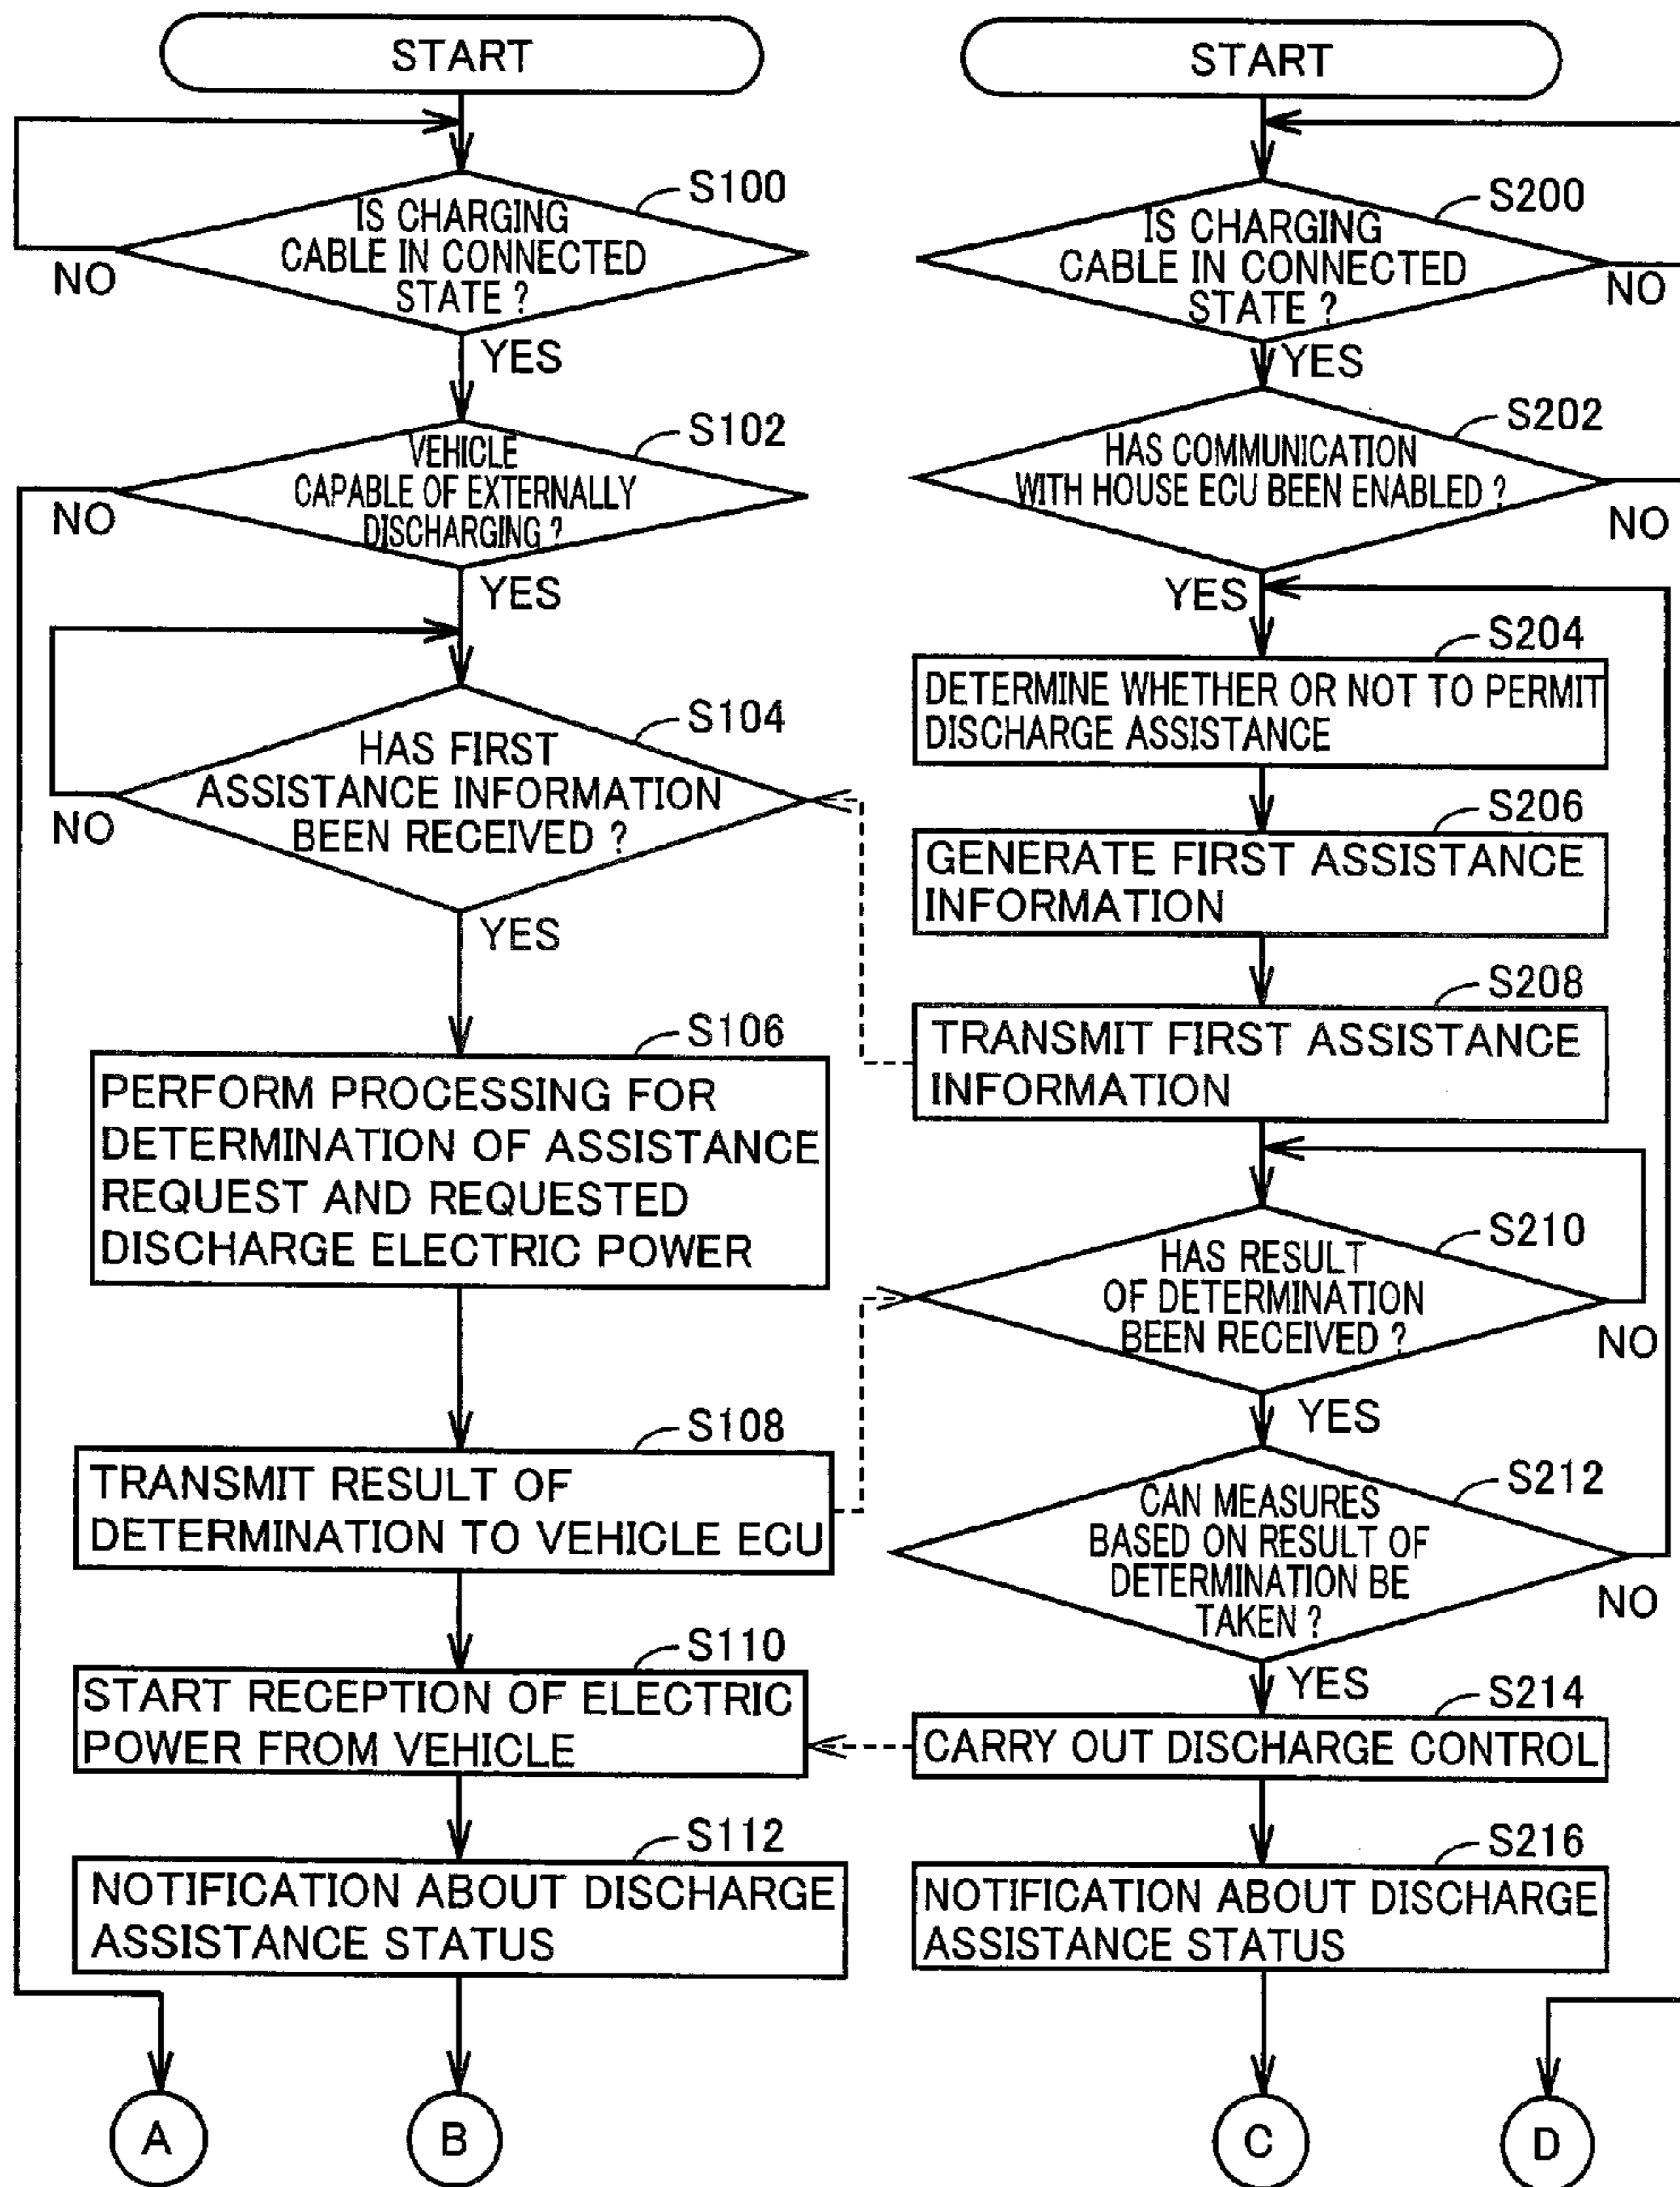 START
S100
IS CHARGING
CABLE IN CONNECTED
STATE ?
NO
YES
S102
VEHICLE
CAPABLE OF EXTERNALLY
DISCHARGING ?
NO
YES
S104
HAS FIRST
ASSISTANCE INFORMATION
BEEN RECEIVED ?
NO
YES
S106
PERFORM PROCESSING FOR
DETERMINATION OF ASSISTANCE
REQUEST AND REQUESTED
DISCHARGE ELECTRIC POWER
S108
TRANSMIT RESULT OF
DETERMINATION TO VEHICLE ECU
S110
START RECEPTION OF ELECTRIC
POWER FROM VEHICLE
S112
NOTIFICATION ABOUT DISCHARGE
ASSISTANCE STATUS
A
B
START
S200
IS CHARGING
CABLE IN CONNECTED
STATE ?
NO
YES
S202
HAS COMMUNICATION
WITH HOUSE ECU BEEN ENABLED ?
NO
YES
S204
DETERMINE WHETHER OR NOT TO PERMIT
DISCHARGE ASSISTANCE
S206
GENERATE FIRST ASSISTANCE
INFORMATION
S208
TRANSMIT FIRST ASSISTANCE
INFORMATION
S210
HAS RESULT
OF DETERMINATION
BEEN RECEIVED ?
NO
YES
S212
CAN MEASURES
BASED ON RESULT OF
DETERMINATION BE
TAKEN ?
NO
YES
S214
CARRY OUT DISCHARGE CONTROL
S216
NOTIFICATION ABOUT DISCHARGE
ASSISTANCE STATUS
C
D